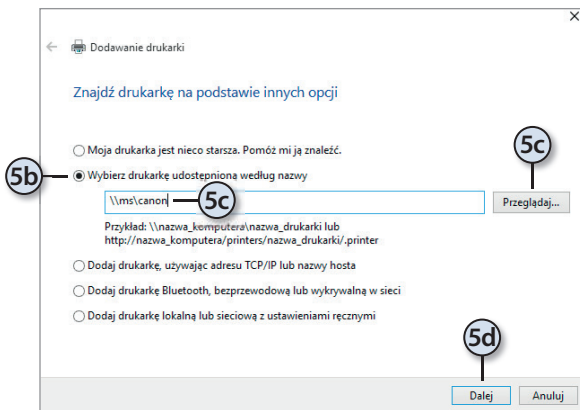 Dodawanie drukarki
Znajdź drukarkę na podstawie innych opcji
Moja drukarka jest nieco starsza. Pomóż mi ją znaleźć.
5c
5b
Wybierz drukarkę udostępnioną według nazwy
\\ms\canon
5c
Przeglądaj...
Przykład: \\nazwa_komputera\nazwa_drukarki lub
http://nazwa_komputera/printers/nazwa_drukarki/.printer
Dodaj drukarkę, używając adresu TCP/IP lub nazwy hosta
Dodaj drukarkę Bluetooth, bezprzewodową lub wykrywalną w sieci
Dodaj drukarkę lokalną lub sieciową z ustawieniami ręcznymi
5d
Dalej
Anuluj